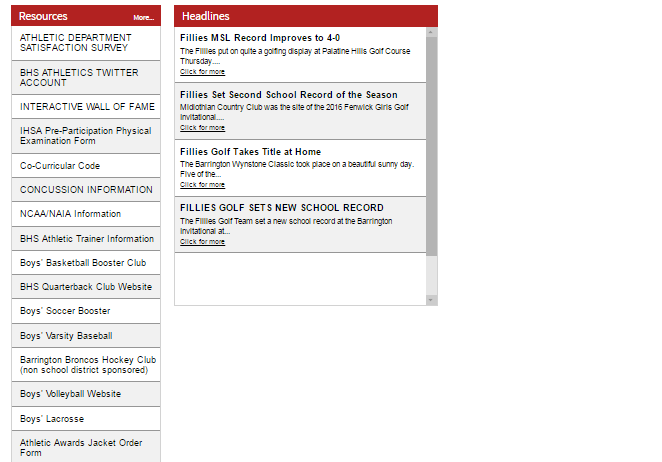 Resources More...
ATHLETIC DEPARTMENT
SATISFACTION SURVEY
BHS ATHLETICS TWITTER
ACCOUNT
INTERACTIVE WALL OF FAME
IHSA Pre-Participation Physical
Examination Form
Co-Curricular Code
CONCUSSION INFORMATION
NCAA/NAIA Information
BHS Athletic Trainer Information
Boys' Basketball Booster Club
BHS Quarterback Club Website
Boys' Soccer Booster
Boys' Varsity Baseball
Barrington Broncos Hockey Club
(non school district sponsored)
Boys' Volleyball Website
Boys' Lacrosse
Athletic Awards Jacket Order
Form
Headlines
Fillies MSL Record Improves to 4-0
The Fillies put on quite a golfing display at Palatine Hills Golf Course
Thursday....
Click for more
Fillies Set Second School Record of the Season
Midlothian Country Club was the site of the 2016 Fenwick Girls Golf
Invitational....
Click for more
Fillies Golf Takes Title at Home
The Barrington Wynstone Classic took place on a beautiful sunny day.
Five of the...
Click for more
FILLIES GOLF SETS NEW SCHOOL RECORD
The Fillies Golf Team set a new school record at the Barrington
Invitational at...
Click for more